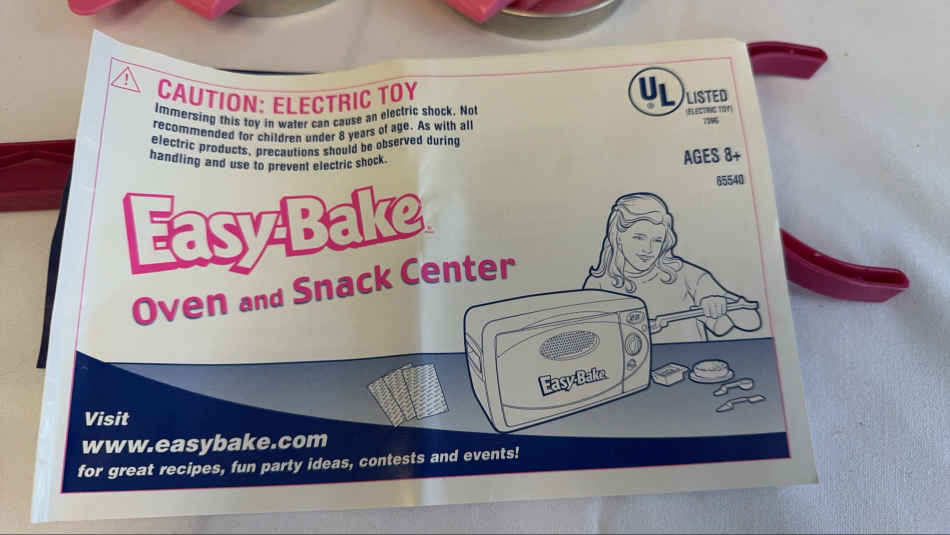 CAUTION: ELECTRIC TOY
Immersing this toy in water can cause an electric shock. Not
recommended for children under 8 years of age. As with all
electric products, precautions should be observed during
handling and use to prevent electric shock.
UL
®
LISTED
(ELECTRIC TOY)
73MG
AGES 8+
65540
Easy-Bake
Oven and Snack Center
Easy-Bake
Visit
www.easybake.com
for great recipes, fun party ideas, contests and events!